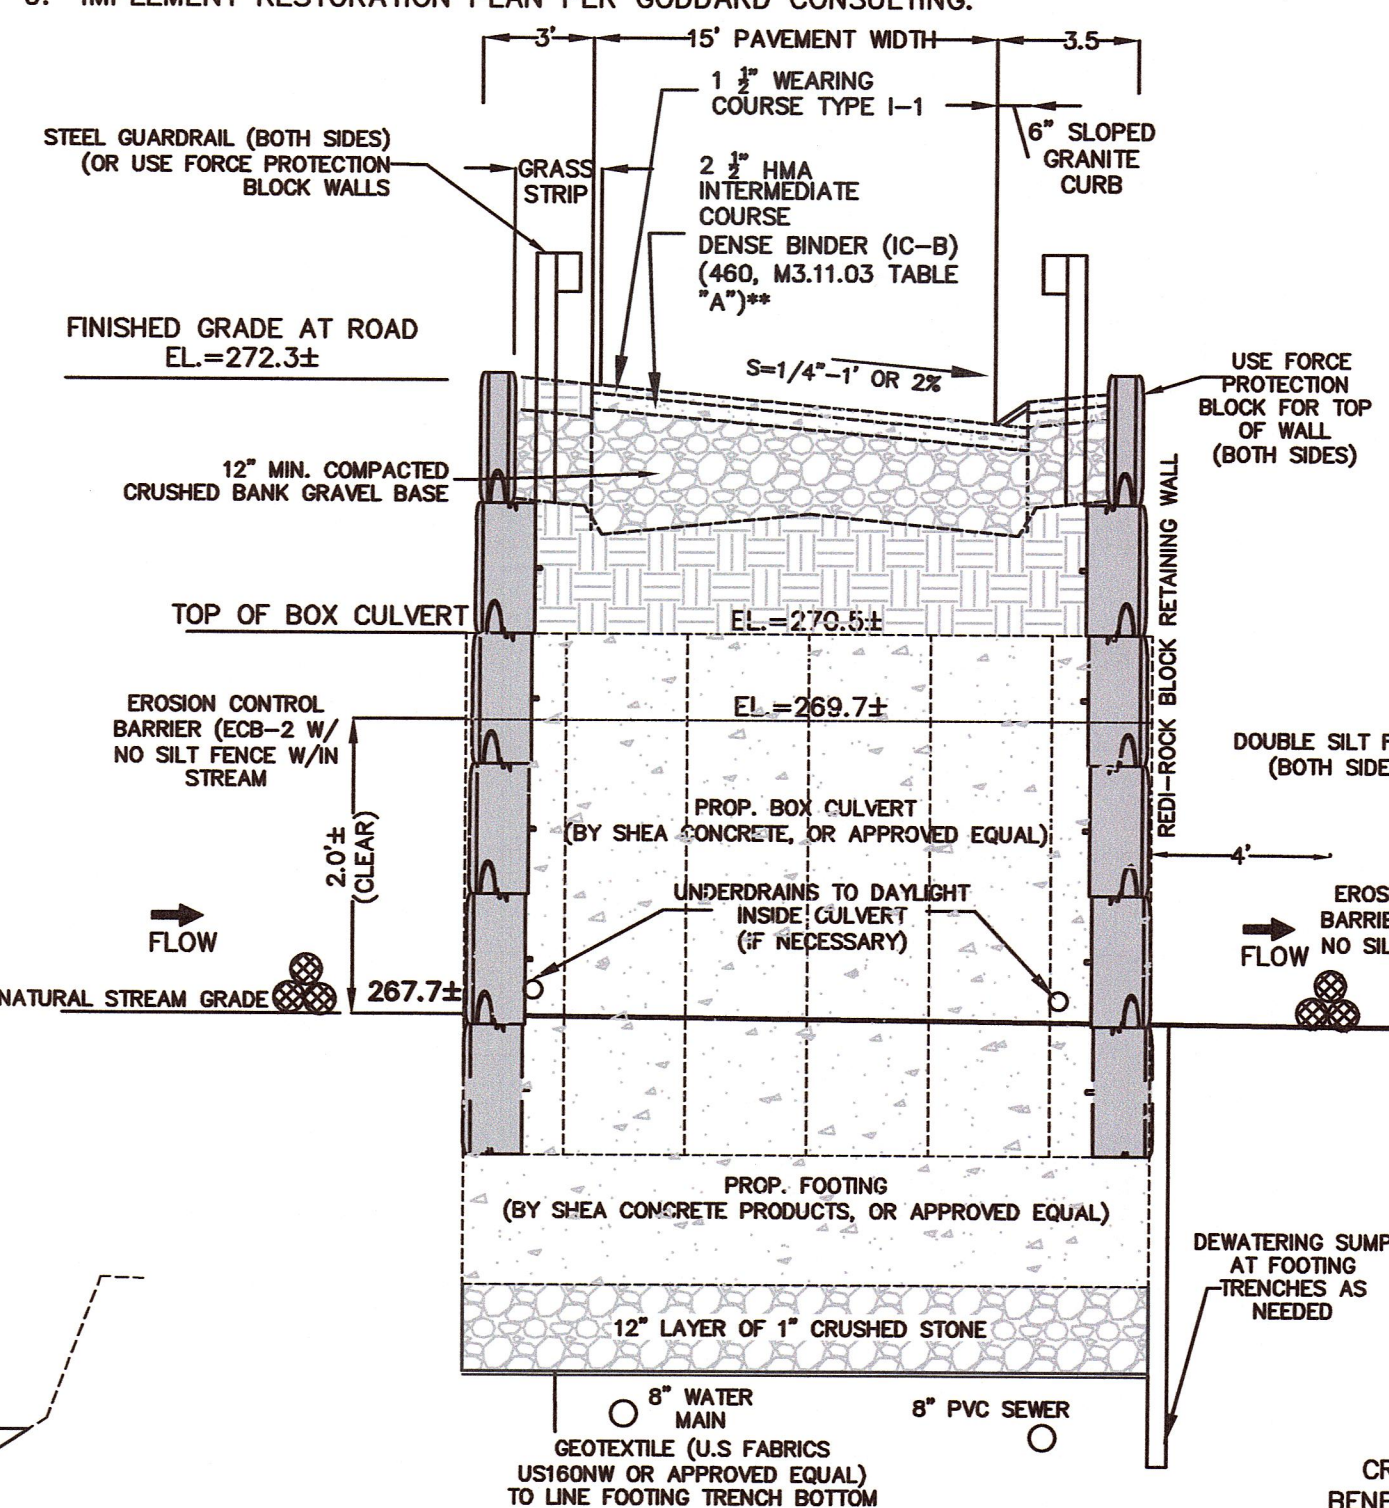 IMPLEMENT RESTORATION PLAN PER GODDARD CONSULTING.
3'
15' PAVEMENT WIDTH
3.5
1 ½" WEARING
COURSE TYPE I-1
6" SLOPED
GRANITE
CURB
STEEL GUARDRAIL (BOTH SIDES)
(OR USE FORCE PROTECTION
BLOCK WALLS
GRASS
STRIP
2 ½" HMA
INTERMEDIATE
COURSE
DENSE BINDER (IC-B)
(460, M3.11.03 TABLE
"A")**
FINISHED GRADE AT ROAD
EL.=272.3±
S=1/4"-1' OR 2%
USE FORCE
PROTECTION
BLOCK FOR TOP
OF WALL
(BOTH SIDES)
12" MIN. COMPACTED
CRUSHED BANK GRAVEL BASE
REDI-ROCK BLOCK RETAINING WALL
TOP OF BOX CULVERT
EL.=270.5±
EL.=269.7±
EROSION CONTROL
BARRIER (ECB-2 W/
NO SILT FENCE W/IN
STREAM
DOUBLE SILT
(BOTH
2.0'±
(CLEAR)
PROP. BOX CULVERT
(BY SHEA CONCRETE, OR APPROVED EQUAL)
4'
UNDERDRAINS TO DAYLIGHT
INSIDE CULVERT
(IF NECESSARY)
FLOW
FLOW
NO
NATURAL STREAM GRADE
267.7±
PROP. FOOTING
(BY SHEA CONCRETE PRODUCTS, OR APPROVED EQUAL)
DEWATERING SUMP
AT FOOTING
TRENCHES AS
NEEDED
12" LAYER OF 1" CRUSHED STONE
8" WATER
MAIN
8" PVC SEWER
GEOTEXTILE (U.S FABRICS
US160NW OR APPROVED EQUAL)
TO LINE FOOTING TRENCH BOTTOM